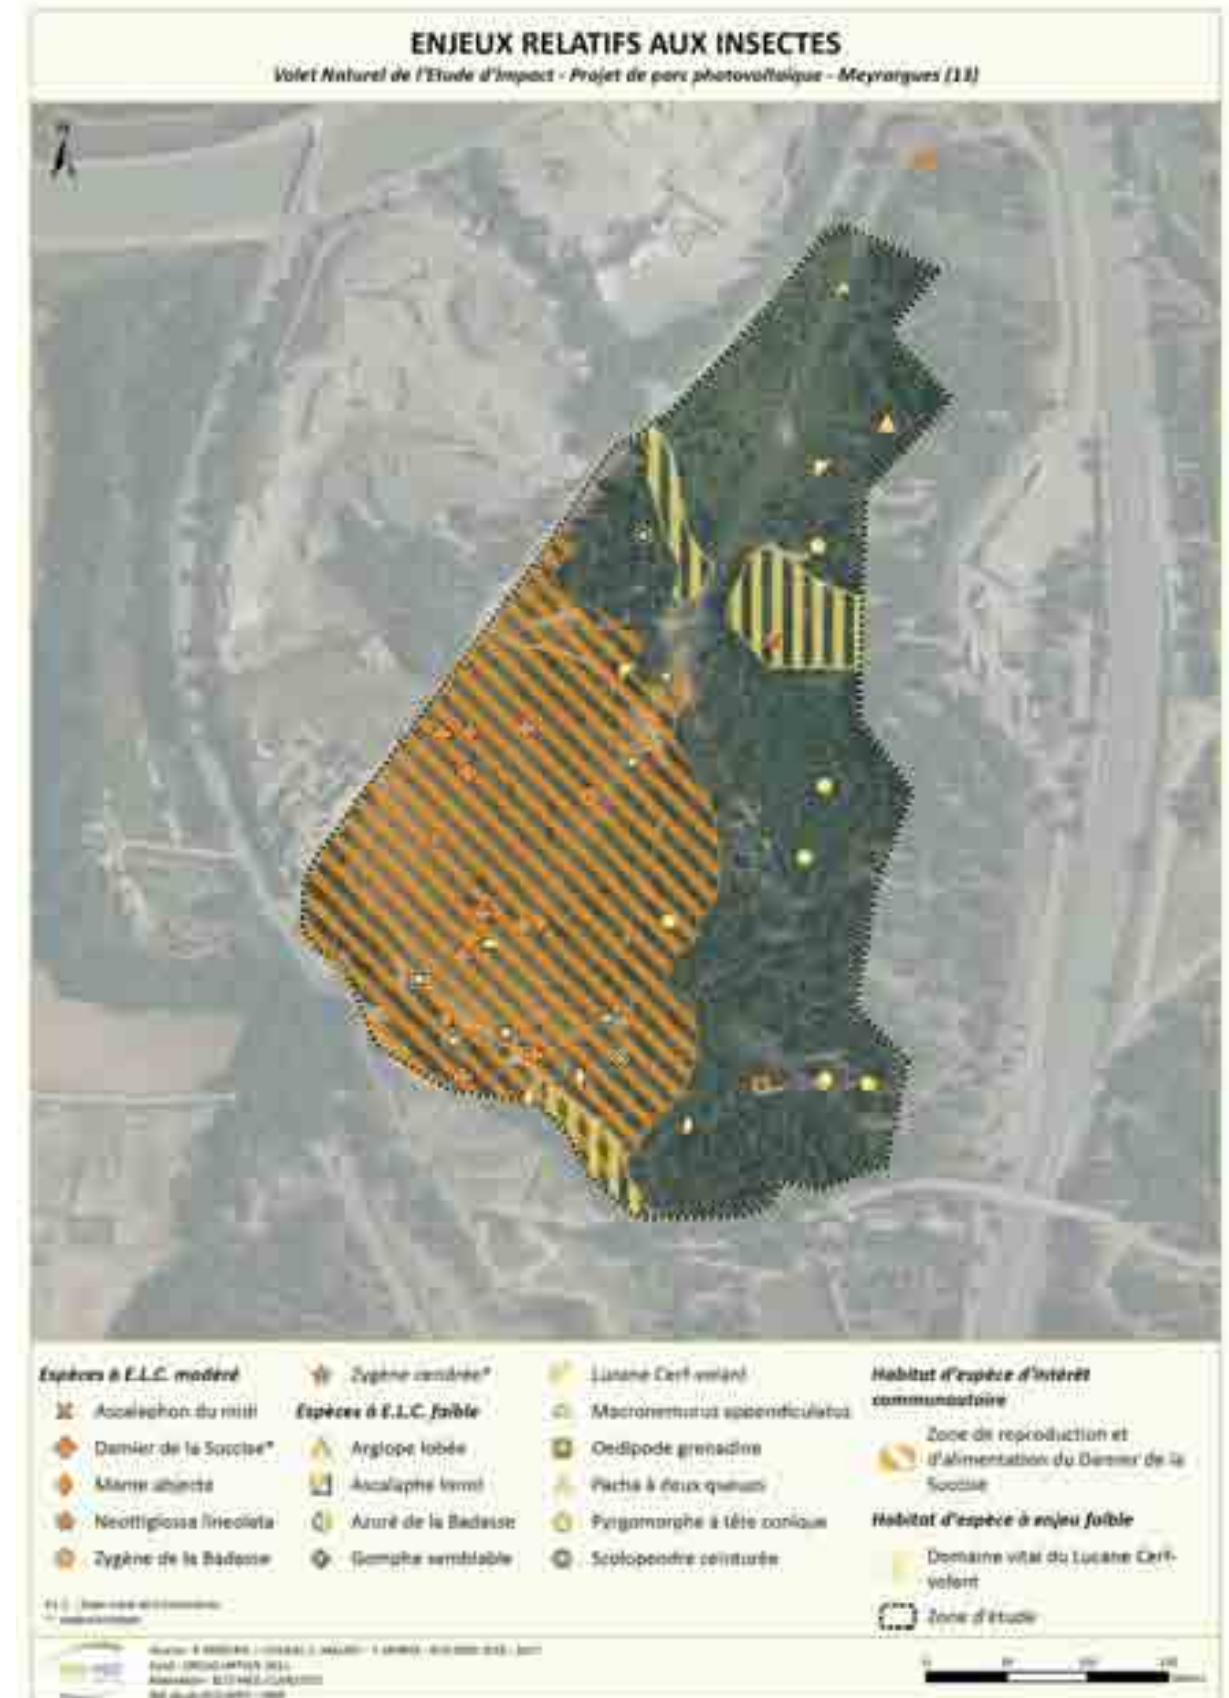 ENJEUX RELATIFS AUX INSECTES
Volet Naturel de l'Etude d'Impact - Projet de parc photovoltaïque - Meyrargues (13)
Espèces à E.L.C. modéré
Ascalaphon du midi
Damier de la Succise*
Morne
Neottiglossa lineolata
Zygène de la Badasse
Zygène cendrée*
Espèces à E.L.C. faible
Argiope lobée
Ascalaphe
Azuré de la Badasse
Gomphe semblable
Lucane Cerf-volant
Macronemurus appendiculatus
Oedipode grenadine
Pacha à deux queues
Pyrgomorphe à tête conique
Scolopendre ceinturée
Habitat d'espèce d'intérêt
communautaire
Zone de reproduction et
d'alimentation du Damier de la
Succise
Habitat d'espèce à enjeu faible
Domaine vital du Lucane Cerf-
volant
Zone d'étude